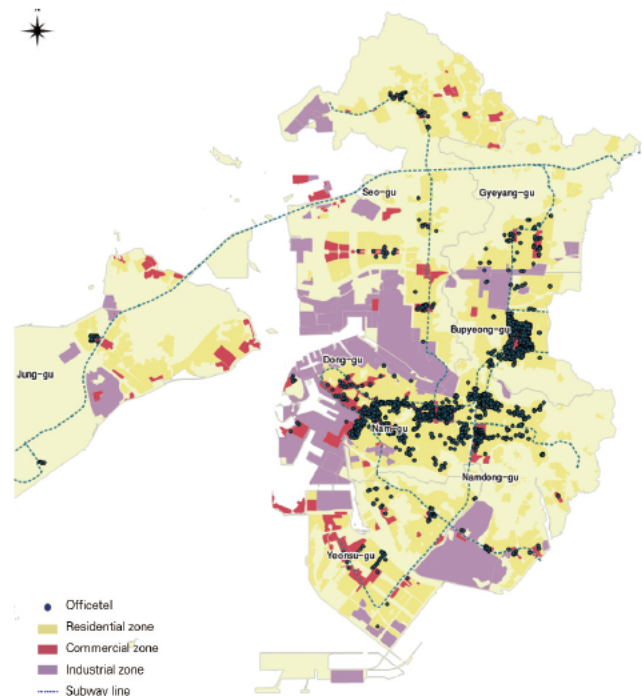 Seo-gu
Gyeyang-gu
Bupyeong-gu
Dong-gu
Jung-gu
Nam-gu
Namdong-gu
Yeonsu-gu
Officetell
Residential zone
Commercial zone
Industrial zone
Subway line